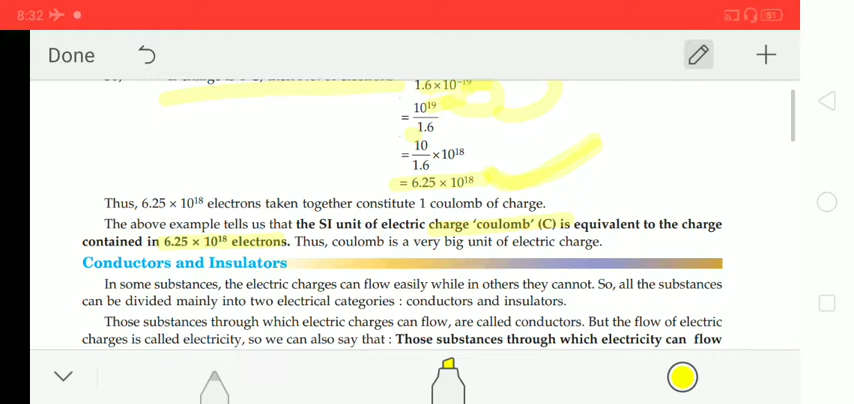 8:32
51
Done
1.6 × 10⁻¹⁹
= 10¹⁹ / 1.6
= 10 / 1.6 × 10¹⁸
= 6.25 × 10¹⁸
Thus, 6.25 × 10¹⁸ electrons taken together constitute 1 coulomb of charge.
The above example tells us that the SI unit of electric charge ‘coulomb’ (C) is equivalent to the charge
contained in 6.25 × 10¹⁸ electrons. Thus, coulomb is a very big unit of electric charge.
Conductors and Insulators
In some substances, the electric charges can flow easily while in others they cannot. So, all the substances
can be divided mainly into two electrical categories : conductors and insulators.
Those substances through which electric charges can flow, are called conductors. But the flow of electric
charges is called electricity, so we can also say that : Those substances through which electricity can flow